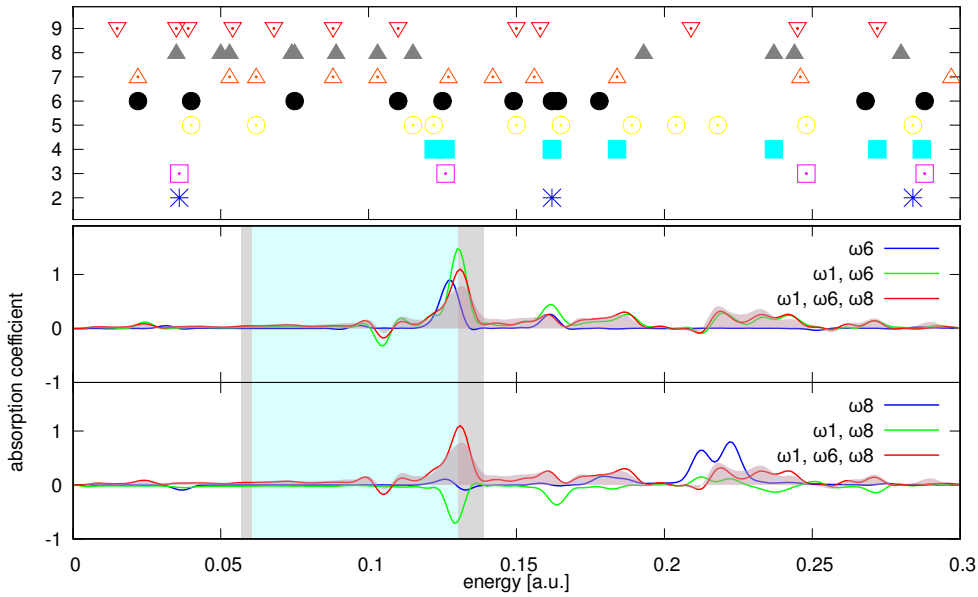 9
8
7
6
5
4
3
2
absorption coefficient
1
0
-1
ω6
ω1, ω6
ω1, ω6, ω8
1
0
-1
ω8
ω1, ω8
ω1, ω6, ω8
0 0.05 0.1 0.15 0.2 0.25 0.3
energy [a.u.]